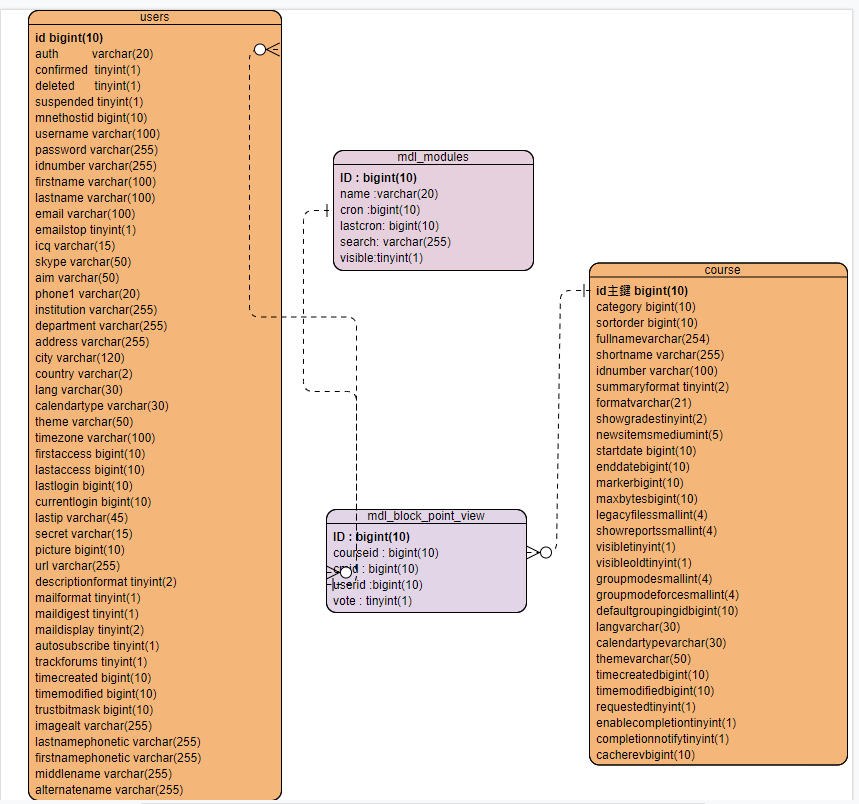 users
id bigint(10)
auth varchar(20)
confirmed tinyint(1)
deleted tinyint(1)
suspended tinyint(1)
mnethostid bigint(10)
username varchar(100)
password varchar(255)
idnumber varchar(255)
firstname varchar(100)
lastname varchar(100)
email varchar(100)
emailstop tinyint(1)
icq varchar(15)
skype varchar(50)
aim varchar(50)
phone1 varchar(20)
institution varchar(255)
department varchar(255)
address varchar(255)
city varchar(120)
country varchar(2)
lang varchar(30)
calendartype varchar(30)
theme varchar(50)
timezone varchar(100)
firstaccess bigint(10)
lastaccess bigint(10)
lastlogin bigint(10)
currentlogin bigint(10)
lastip varchar(45)
secret varchar(15)
picture bigint(10)
url varchar(255)
descriptionformat tinyint(2)
mailformat tinyint(1)
maildigest tinyint(1)
maildisplay tinyint(2)
autosubscribe tinyint(1)
trackforums tinyint(1)
timecreated bigint(10)
timemodified bigint(10)
trustbitmask bigint(10)
imagealt varchar(255)
lastnamephonetic varchar(255)
firstnamephonetic varchar(255)
middlename varchar(255)
alternatename varchar(255)
mdl_modules
ID : bigint(10)
name :varchar(20)
cron :bigint(10)
lastcron: bigint(10)
search: varchar(255)
visible:tinyint(1)
mdl_block_point_view
ID : bigint(10)
courseid : bigint(10)
: bigint(10)
userid :bigint(10)
vote : tinyint(1)
course
id主鍵 bigint(10)
category bigint(10)
sortorder bigint(10)
fullnamevarchar(254)
shortname varchar(255)
idnumber varchar(100)
summaryformat tinyint(2)
formatvarchar(21)
showgradestinyint(2)
newsitemsmediumint(5)
startdate bigint(10)
enddatebigint(10)
markerbigint(10)
maxbytesbigint(10)
legacyfilessmallint(4)
showreportssmallint(4)
visibletinyint(1)
visibleoldtinyint(1)
groupmodesmallint(4)
groupmodeforcesmallint(4)
defaultgroupingidbigint(10)
langvarchar(30)
calendartypevarchar(30)
themevarchar(50)
timecreatedbigint(10)
timemodifiedbigint(10)
requestedtinyint(1)
enablecompletiontinyint(1)
completionnotifytinyint(1)
cacherevbigint(10)